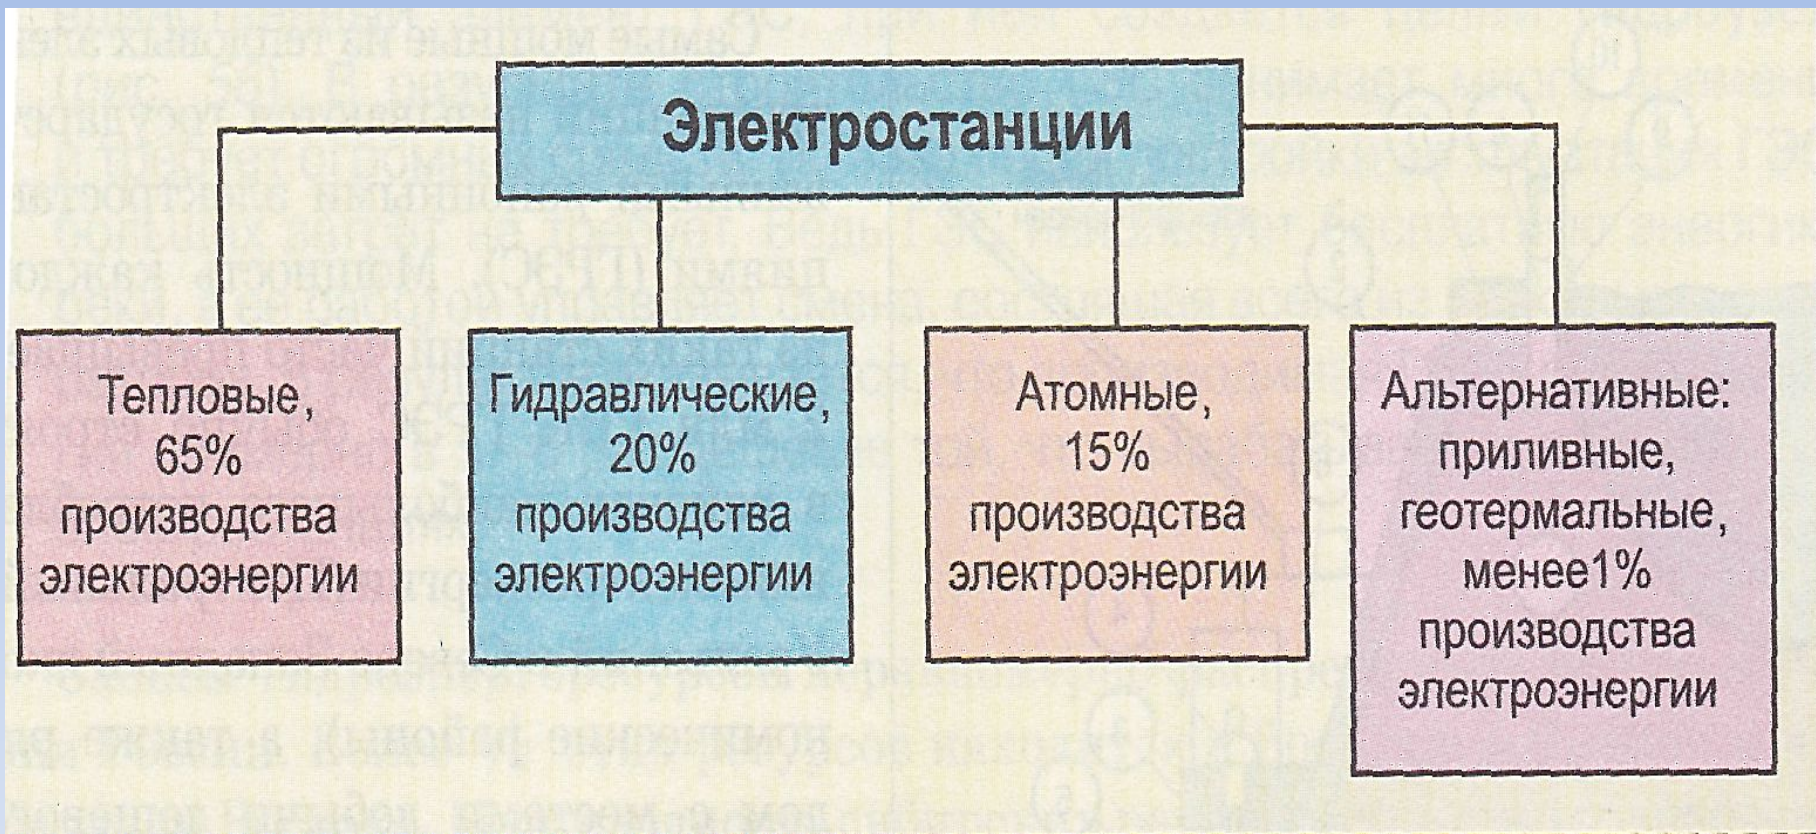 Электростанции
Тепловые,
65%
производства
электроэнергии
Гидравлические,
20%
производства
электроэнергии
Атомные,
15%
производства
электроэнергии
Альтернативные:
приливные,
геотермальные,
менее1%
производства
электроэнергии